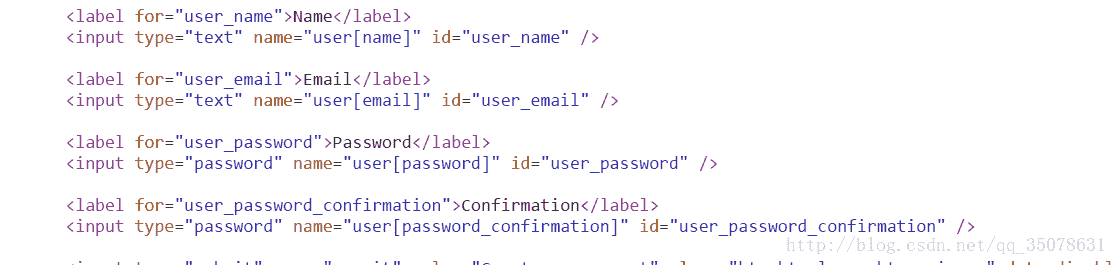 <label for="user_name">Name</label>
<input type="text" name="user[name]" id="user_name" />
<label for="user_email">Email</label>
<input type="text" name="user[email]" id="user_email" />
<label for="user_password">Password</label>
<input type="password" name="user[password]" id="user_password" />
<label for="user_password_confirmation">Confirmation</label>
<input type="password" name="user[password_confirmation]" id="user_password_confirmation" />
http://blog.csdn.net/qq_35078631